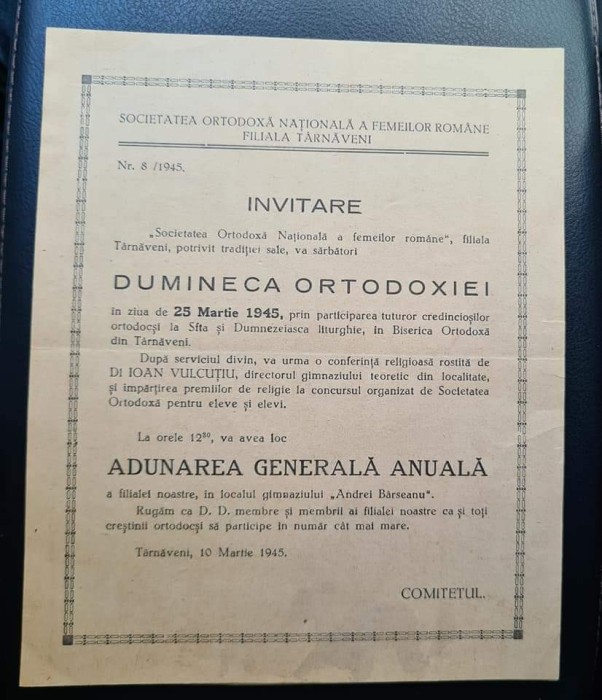 SOCIETATEA ORTODOXĂ NAȚIONALĂ A FEMEILOR ROMÂNE
FILIALA TÂRNĂVENI
Nr. 8 /1945.
INVITARE
„Societatea Ortodoxă Națională a femeilor române", filiala
Târnăveni, potrivit tradiției sale, va sărbători
DUMINECA ORTODOXIEI
în ziua de 25 Martie 1945, prin participarea tuturor credincioșilor
ortodocși la Sfta și Dumnezeiasca liturghie, în Biserica Ortodoxă
din Târnăveni.
După serviciul divin, va urma o conferință religioasă rostită de
Dl IOAN VULCUȚIU, directorul gimnaziului teoretic din localitate,
și împărțirea premiilor de religie la concursul organizat de Societatea
Ortodoxă pentru eleve și elevi.
La orele 12³⁰, va avea loc
ADUNAREA GENERALĂ ANUALĂ
a filialei noastre, în localul gimnaziului „Andrei Bârseanu".
Rugăm ca D. D. membre și membrii ai filialei noastre ca și toți
creștinii ortodocși să participe în număr cât mai mare.
Târnăveni, 10 Martie 1945.
COMITETUL.